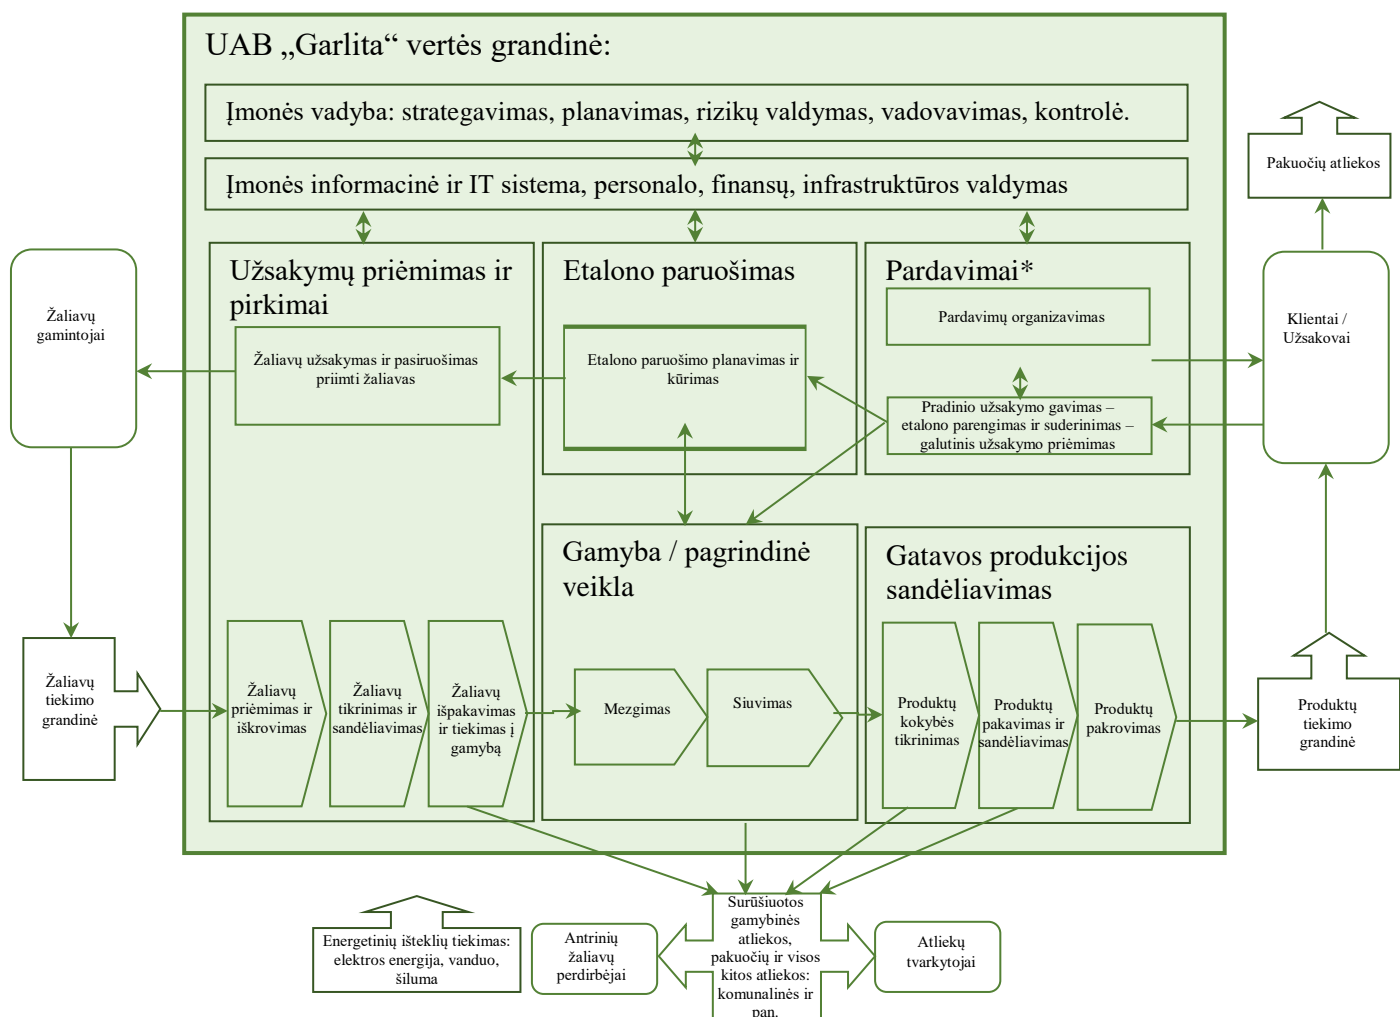 UAB „Garlita“ vertės grandinė:
Įmonės vadyba: strategavimas, planavimas, rizikų valdymas, vadovavimas, kontrolė.
Įmonės informacinė ir IT sistema, personalo, finansų, infrastruktūros valdymas
Pakuočių atliekos
Užsakymų priėmimas ir
pirkimai
Etalono paruošimas
Pardavimai*
Žaliavų
gamintojai
Žaliavų užsakymas ir pasiruošimas
priimti žaliavas
Etalono paruošimo planavimas ir
kūrimas
Pardavimų organizavimas
Pradinio užsakymo gavimas –
etalono parengimas ir suderinimas –
galutinis užsakymo priėmimas
Klientai /
Užsakovai
Gamyba / pagrindinė
veikla
Gatavos produkcijos
sandėliavimas
Žaliavų
tiekimo
grandinė
Žaliavų
priėmimas ir
iškrovimas
Žaliavų
tikrinimas ir
sandėliavimas
Žaliavų
išpakavimas
ir tiekimas į
gamybą
Mezgimas
Siuvimas
Produktų
kokybės
tikrinimas
Produktų
pakavimas ir
sandėliavimas
Produktų
pakrovimas
Produktų
tiekimo
grandinė
Energetinių išteklių tiekimas:
elektros energija, vanduo,
šiluma
Antrinių
žaliavų
perdirbėjai
Surūšiuotos
gamybinės
atliekos,
pakuočių ir visos
kitos atliekos:
komunalinės ir
pan.
Atliekų
tvarkytojai